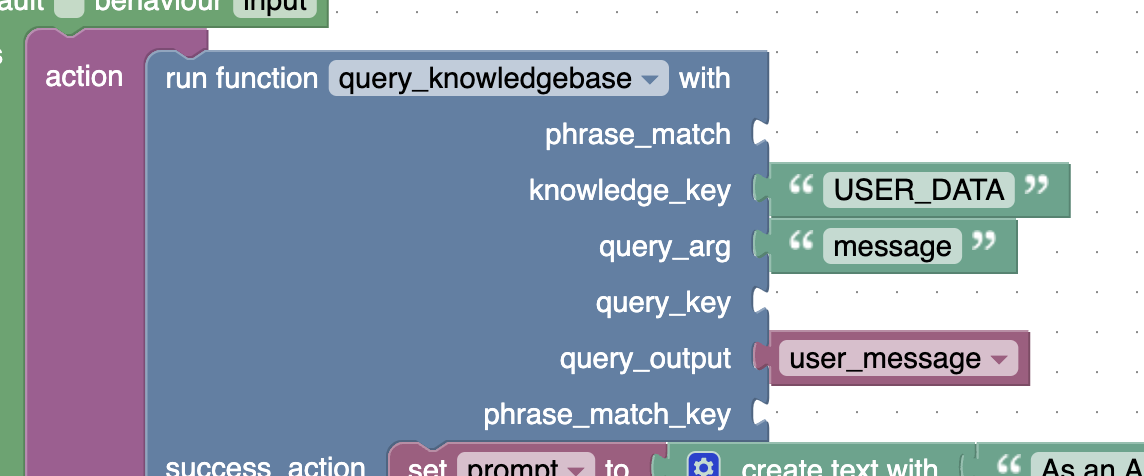 behaviour input
action run function query_knowledgebase with
phrase_match
knowledge_key “ USER_DATA ”
query_arg “ message ”
query_key
query_output user_message
phrase_match_key
success_action set prompt to create text with “ As an A